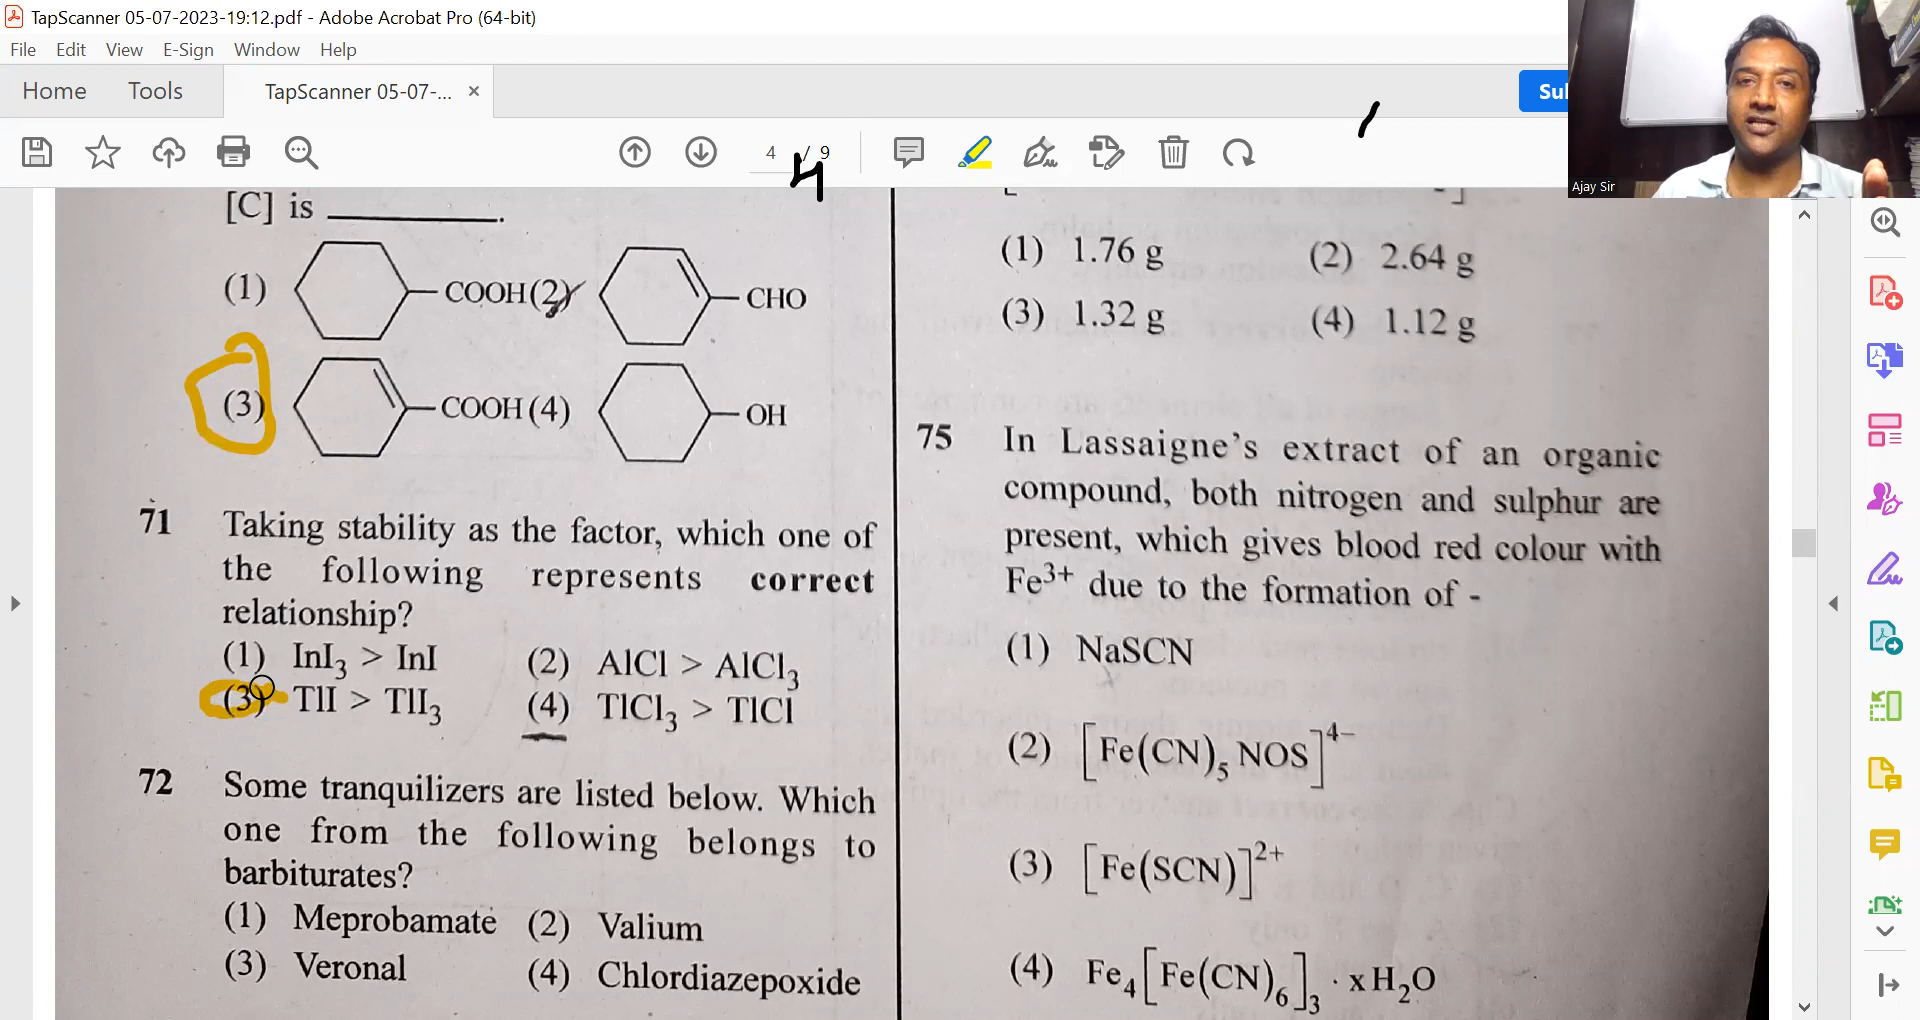 TapScanner 05-07-2023-19:12.pdf - Adobe Acrobat Pro (64-bit)
File Edit View E-Sign Window Help
Home Tools TapScanner 05-07-... ×
4 / 9
4
Ajay Sir
[C] is ________.
(1) COOH (2) CHO
(3) COOH (4) OH
71 Taking stability as the factor, which one of
the following represents correct
relationship?
(1) InI₃ > InI (2) AlCl > AlCl₃
(3) TlI > TlI₃ (4) TlCl₃ > TlCl
72 Some tranquilizers are listed below. Which
one from the following belongs to
barbiturates?
(1) Meprobamate (2) Valium
(3) Veronal (4) Chlordiazepoxide
(1) 1.76 g (2) 2.64 g
(3) 1.32 g (4) 1.12 g
75 In Lassaigne's extract of an organic
compound, both nitrogen and sulphur are
present, which gives blood red colour with
Fe³⁺ due to the formation of -
(1) NaSCN
(2) [Fe(CN)₅ NOS]⁴⁻
(3) [Fe(SCN)]²⁺
(4) Fe₄[Fe(CN)₆]₃ · xH₂O